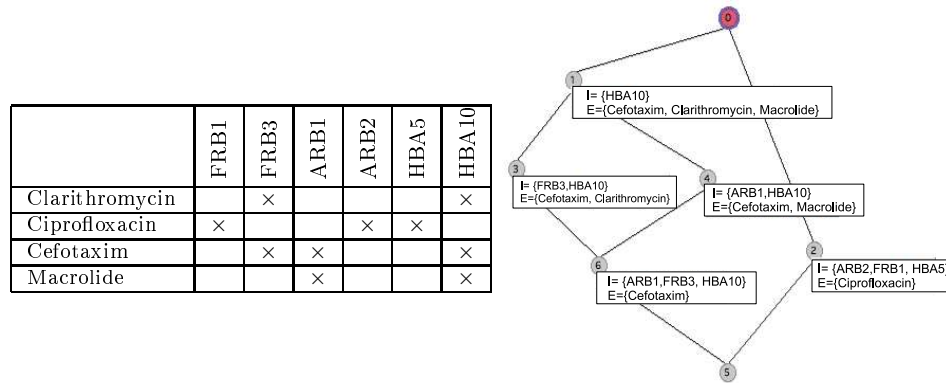 FRB1 FRB3 ARB1 ARB2 HBA5 HBA10
Clarithromycin × ×
Ciprofloxacin × × ×
Cefotaxim × × ×
Macrolide × ×
0
1
I= {HBA10}
E={Cefotaxim, Clarithromycin, Macrolide}
3
I= {FRB3,HBA10}
E={Cefotaxim, Clarithromycin}
4
I= {ARB1,HBA10}
E={Cefotaxim, Macrolide}
2
I= {ARB2,FRB1, HBA5}
E={Ciprofloxacin}
6
I= {ARB1,FRB3, HBA10}
E={Cefotaxim}
5